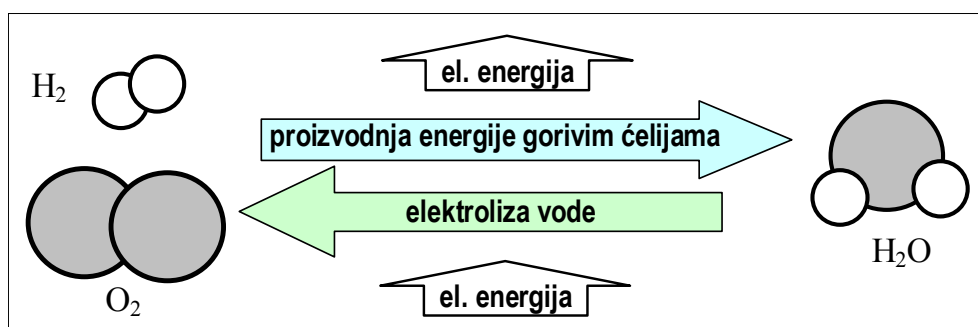 el. energija
H₂
proizvodnja energije gorivim ćelijama
elektroliza vode
H₂O
O₂
el. energija